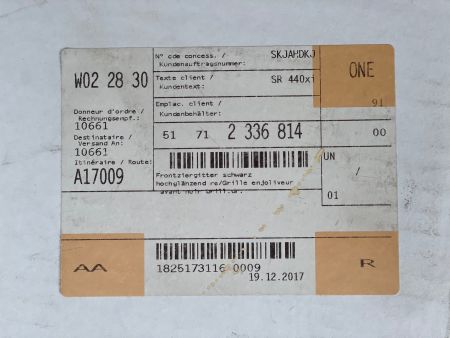 W02 28 30
N° cde concess. / SKJAHDKJ
Kundenauftragsnummer:
ONE
Texte client / SR 440xi
Kundentext:
Emplac. client / 91
Kundenbehälter:
Donneur d'ordre /
Rechnungsempf.:
10661
51 71 2 336 814 00
Destinataire /
Versand An:
10661
Itinéraire / Route:
A17009
UN /
01
Frontziergitter schwarz
hochglänzend re/Grille enjoliveur
avant noir
AA
1825173116 0009
19.12.2017
R